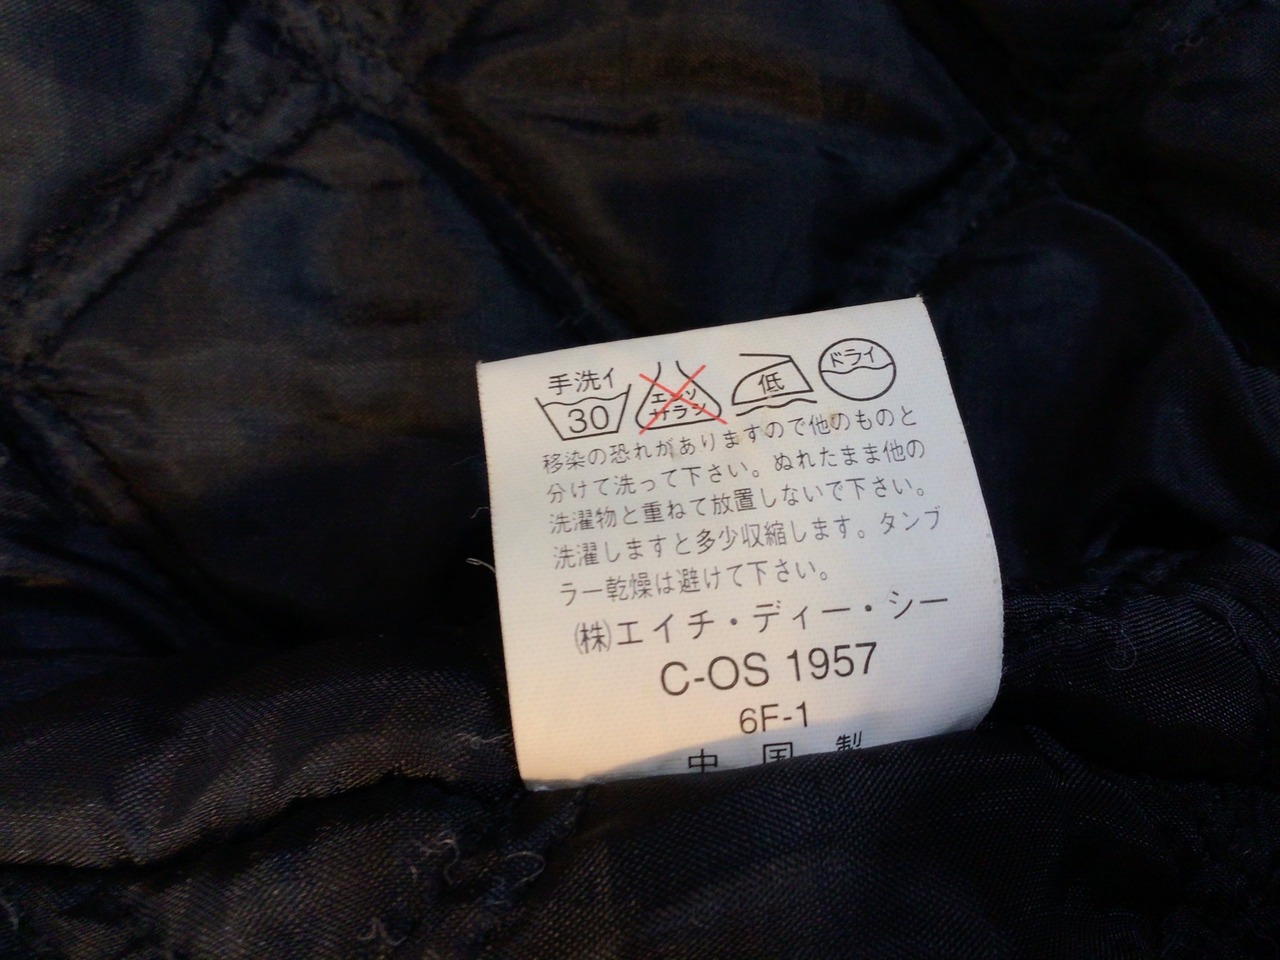 手洗イ
30
エンソ
サラシ
低
ドライ
移染の恐れがありますので他のものと
分けて洗って下さい。ぬれたまま他の
洗濯物と重ねて放置しないで下さい。
洗濯しますと多少収縮します。タンブ
ラー乾燥は避けて下さい。
㈱エイチ・ディー・シー
C-OS 1957
6F-1
中 国 製